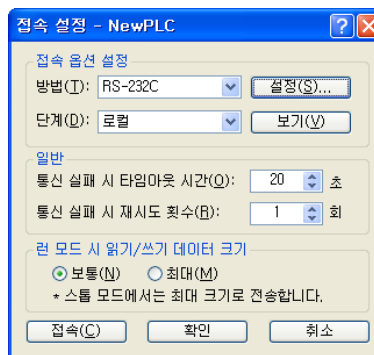 접속 설정 - NewPLC
접속 옵션 설정
방법(T): RS-232C 설정(S)...
단계(D): 로컬 보기(V)
일반
통신 실패 시 타임아웃 시간(O): 20 초
통신 실패 시 재시도 횟수(R): 1 회
런 모드 시 읽기/쓰기 데이터 크기
보통(N) 최대(M)
* 스톱 모드에서는 최대 크기로 전송합니다.
접속(C) 확인 취소